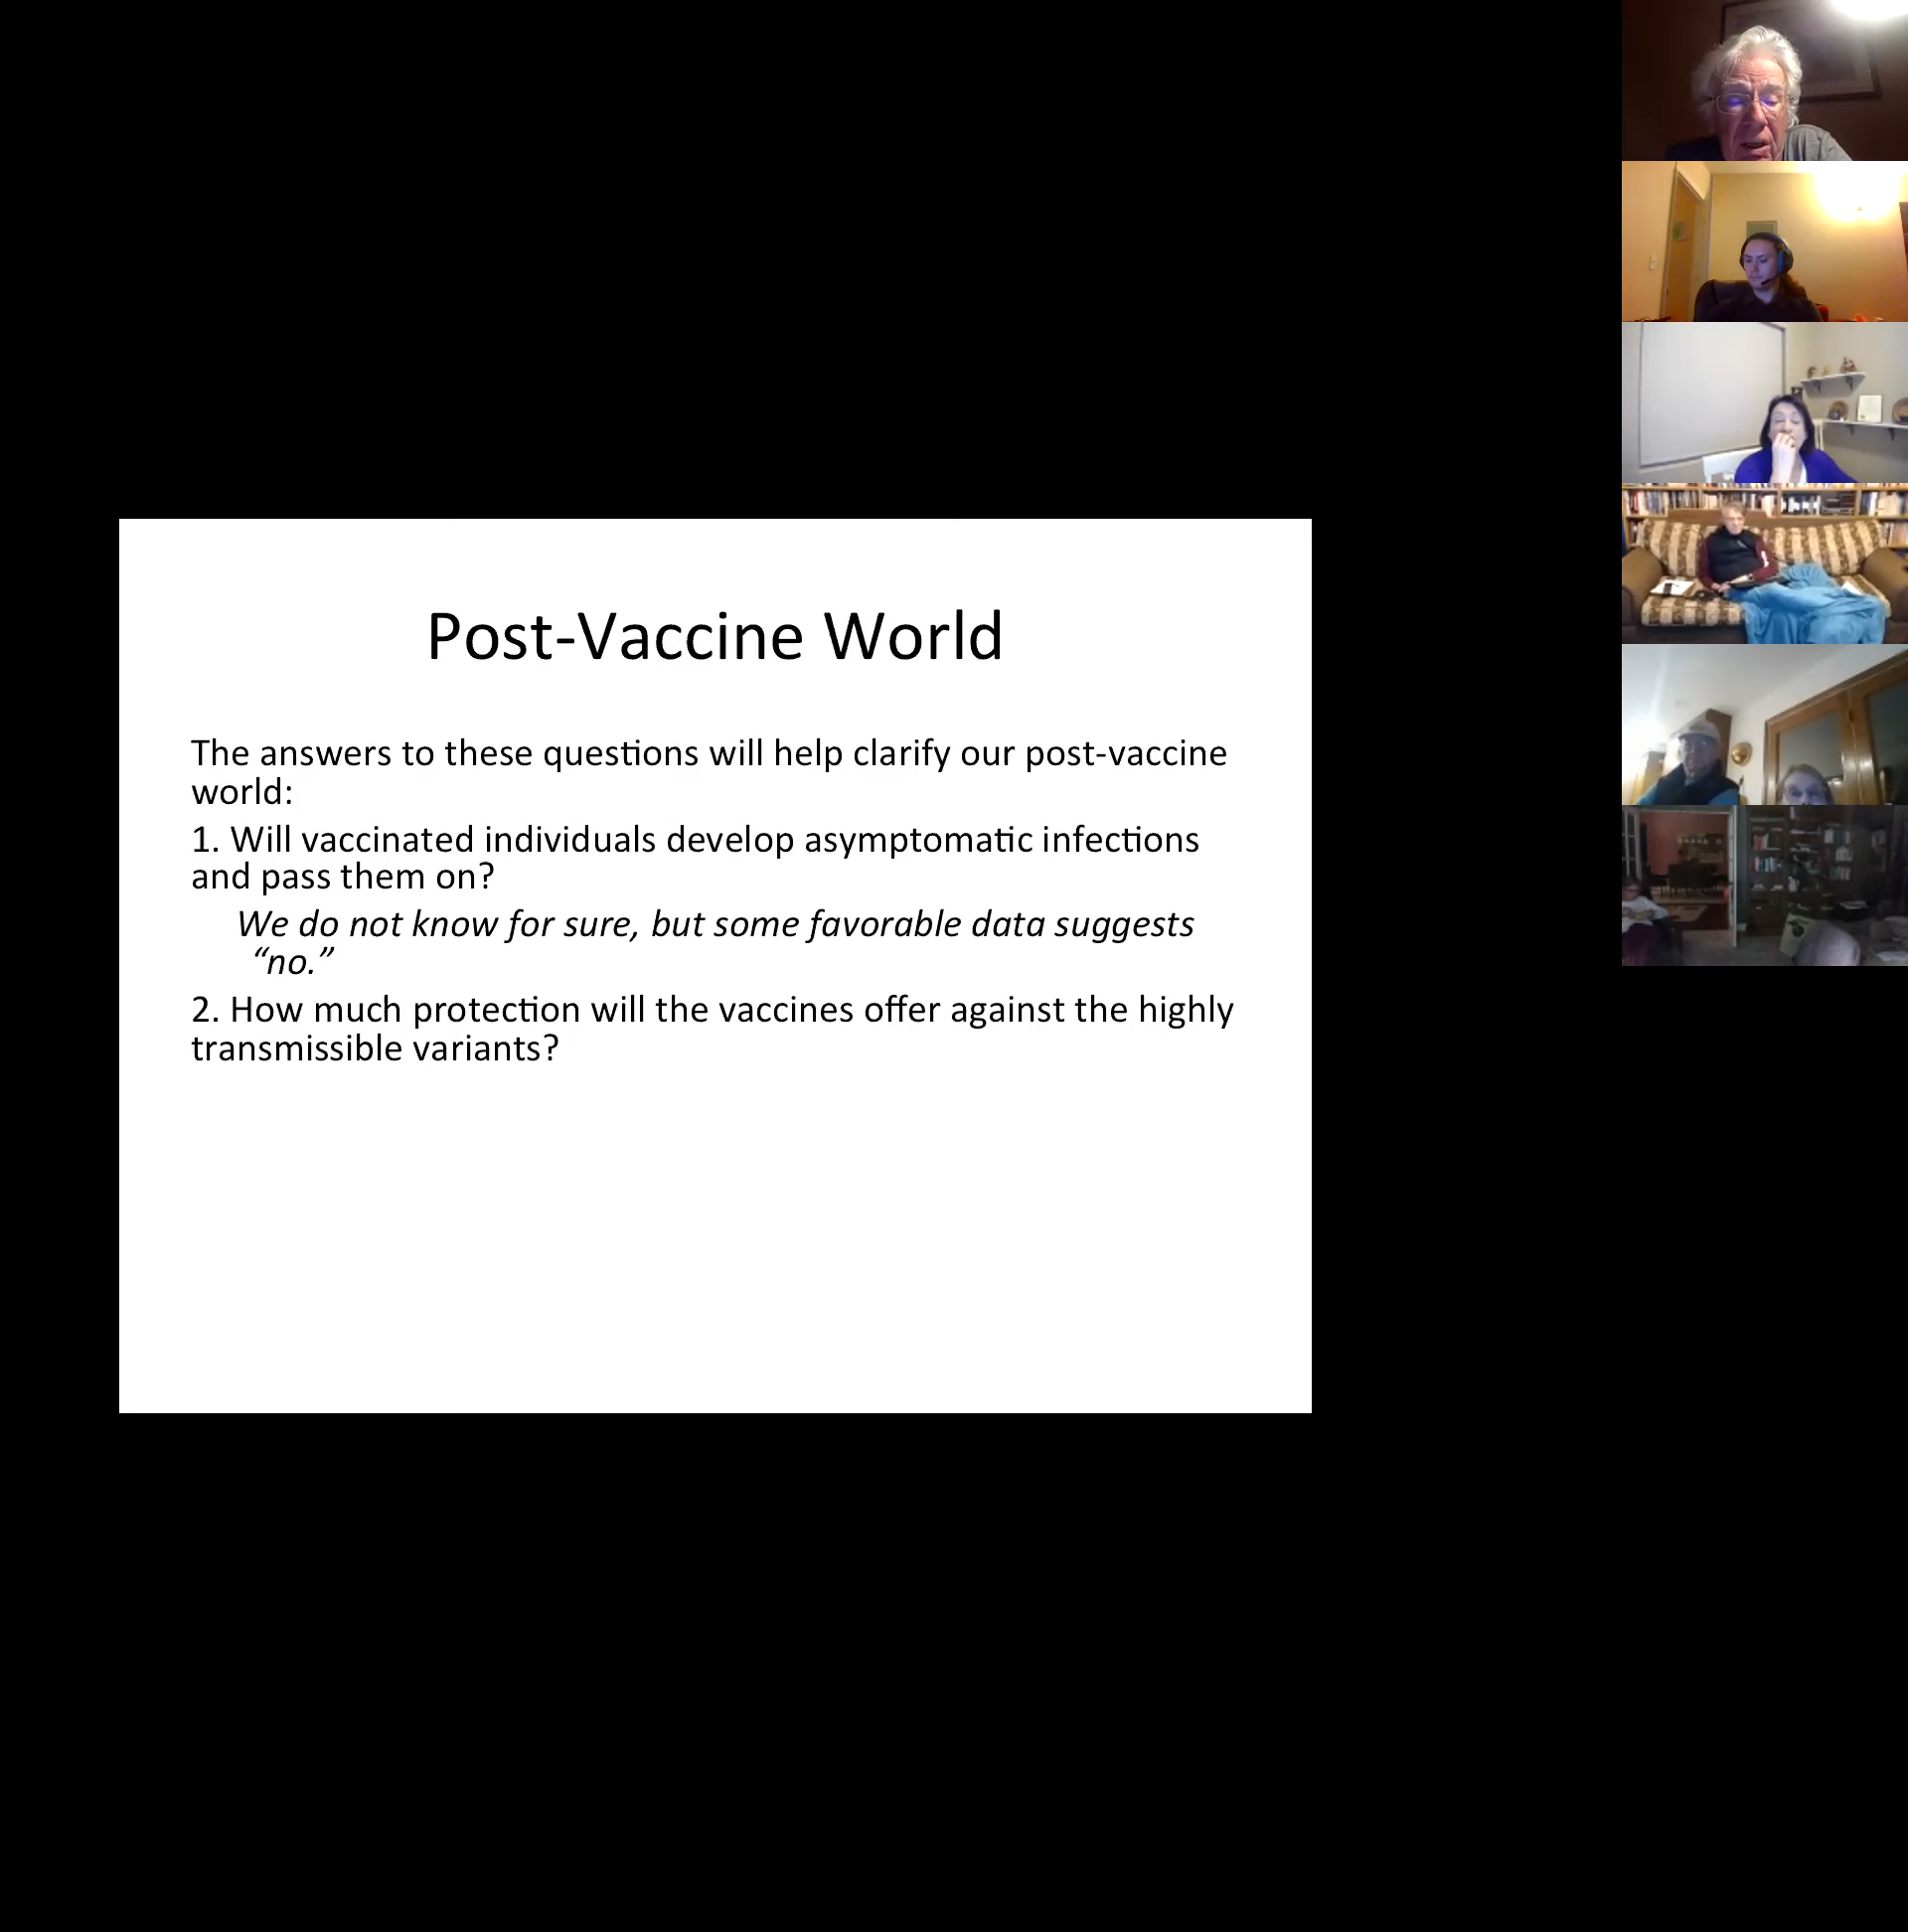 Post-Vaccine World
The answers to these questions will help clarify our post-vaccine
world:
1. Will vaccinated individuals develop asymptomatic infections
and pass them on?
We do not know for sure, but some favorable data suggests
“no.”
2. How much protection will the vaccines offer against the highly
transmissible variants?